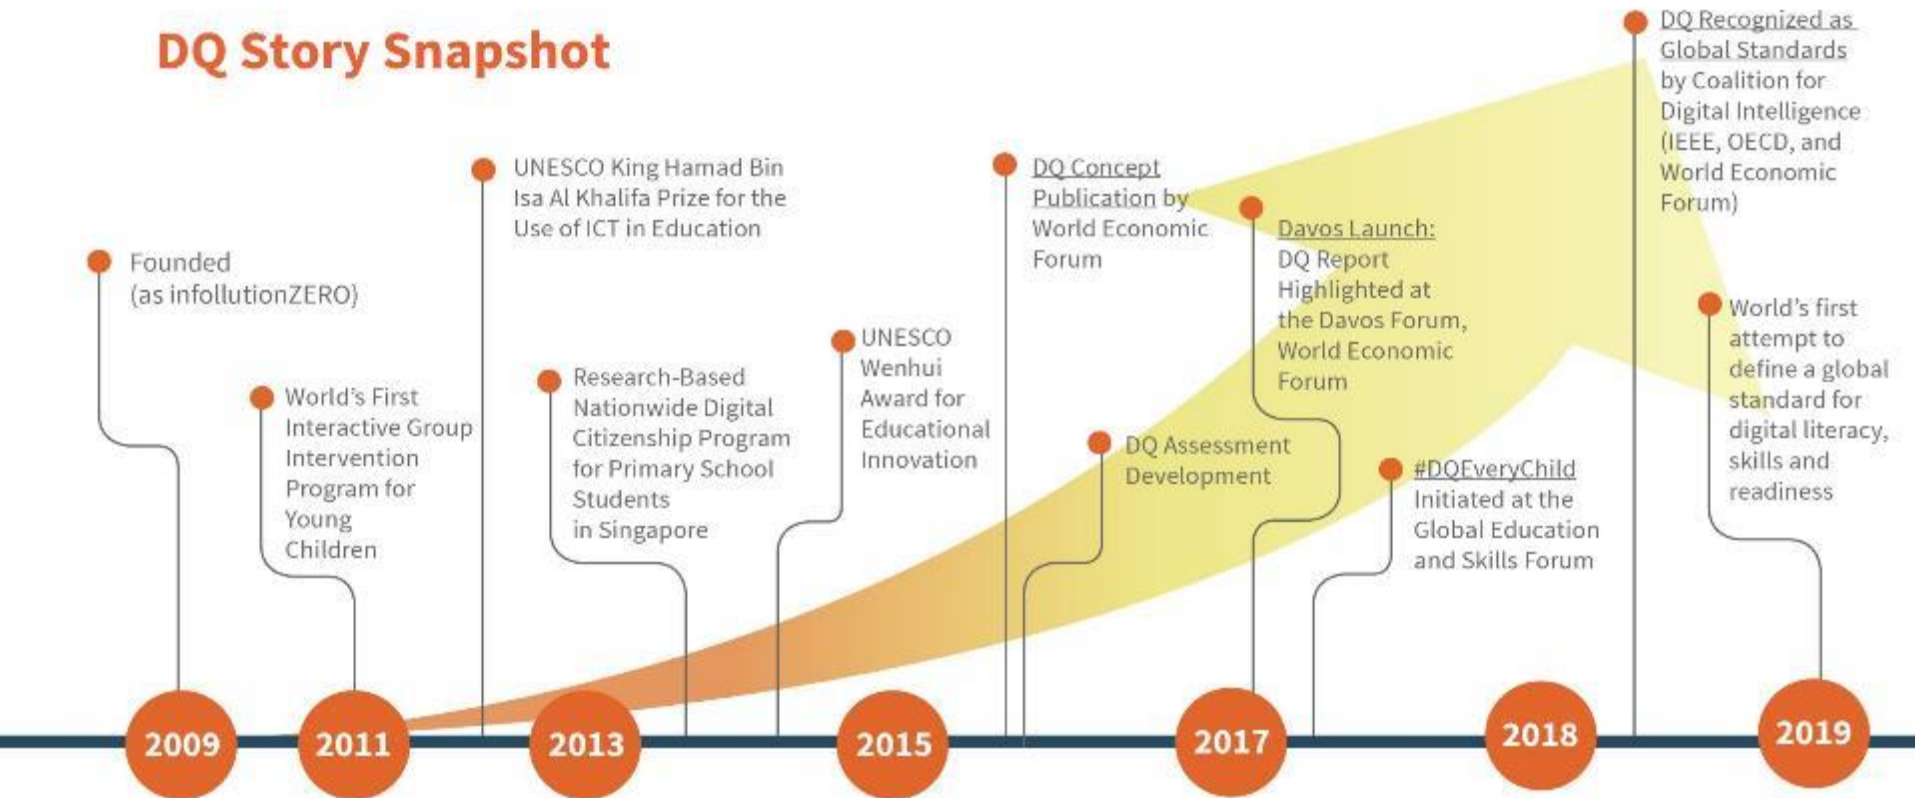 DQ Story Snapshot
Founded
(as infollutionZERO)
World's First
Interactive Group
Intervention
Program for
Young
Children
UNESCO King Hamad Bin
Isa Al Khalifa Prize for the
Use of ICT in Education
Research-Based
Nationwide Digital
Citizenship Program
for Primary School
Students
in Singapore
UNESCO
Wenhui
Award for
Educational
Innovation
DQ Concept
Publication by
World Economic
Forum
DQ Assessment
Development
Davos Launch:
DQ Report
Highlighted at
the Davos Forum,
World Economic
Forum
#DQEveryChild
Initiated at the
Global Education
and Skills Forum
DQ Recognized as
Global Standards
by Coalition for
Digital Intelligence
(IEEE, OECD, and
World Economic
Forum)
World's first
attempt to
define a global
standard for
digital literacy,
skills and
readiness
2009
2011
2013
2015
2017
2018
2019